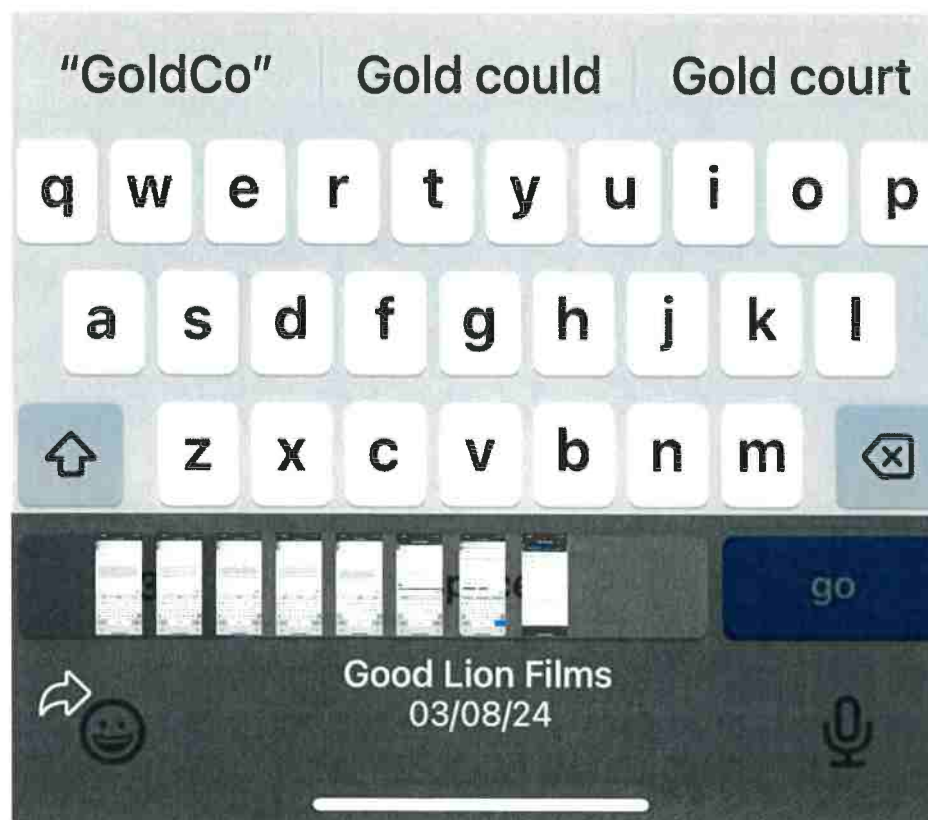 “GoldCo” Gold could Gold court
q w e r t y u i o p
a s d f g h j k l
z x c v b n m
go
Good Lion Films
03/08/24